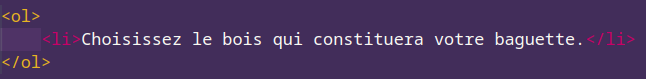 <ol>
<li>Choisissez le bois qui constituera votre baguette.</li>
</ol>